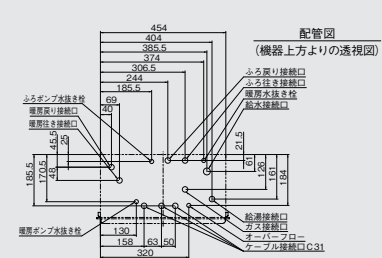 配管図
(機器上方よりの透視図)
454
404
385.5
374
306.5
244
185.5
69
40
ふろ戻り接続口
ふろ往き接続口
暖房水抜き栓
給水接続口
ふろポンプ水抜き栓
暖房戻り接続口
暖房往き接続口
45.5
25
48
170.5
185.5
21.5
61
126
161
184
給湯接続口
ガス接続口
オーバーフロー
ケーブル接続口C31
暖房ポンプ水抜き栓
130
158
63
50
320